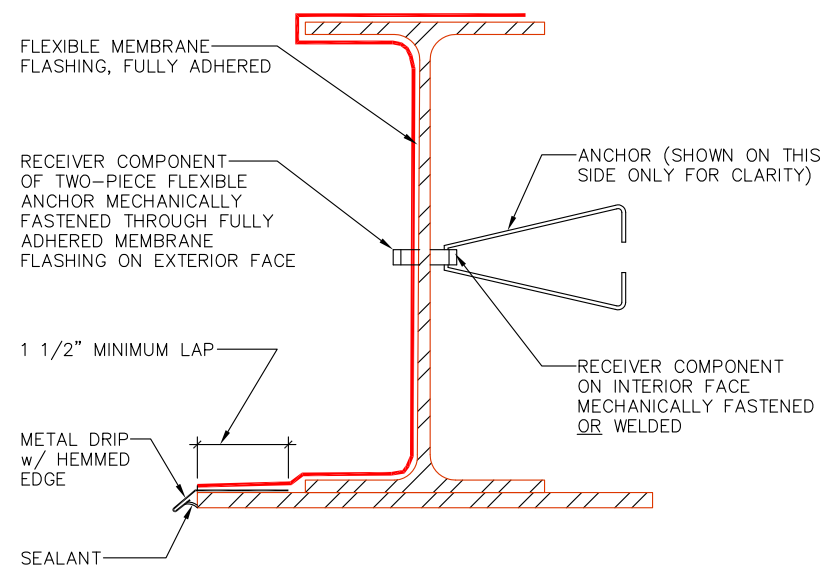 FLEXIBLE MEMBRANE
FLASHING, FULLY ADHERED
RECEIVER COMPONENT
OF TWO-PIECE FLEXIBLE
ANCHOR MECHANICALLY
FASTENED THROUGH FULLY
ADHERED MEMBRANE
FLASHING ON EXTERIOR FACE
1 1/2" MINIMUM LAP
METAL DRIP
w/ HEMMED
EDGE
SEALANT
ANCHOR (SHOWN ON THIS
SIDE ONLY FOR CLARITY)
RECEIVER COMPONENT
ON INTERIOR FACE
MECHANICALLY FASTENED
OR WELDED